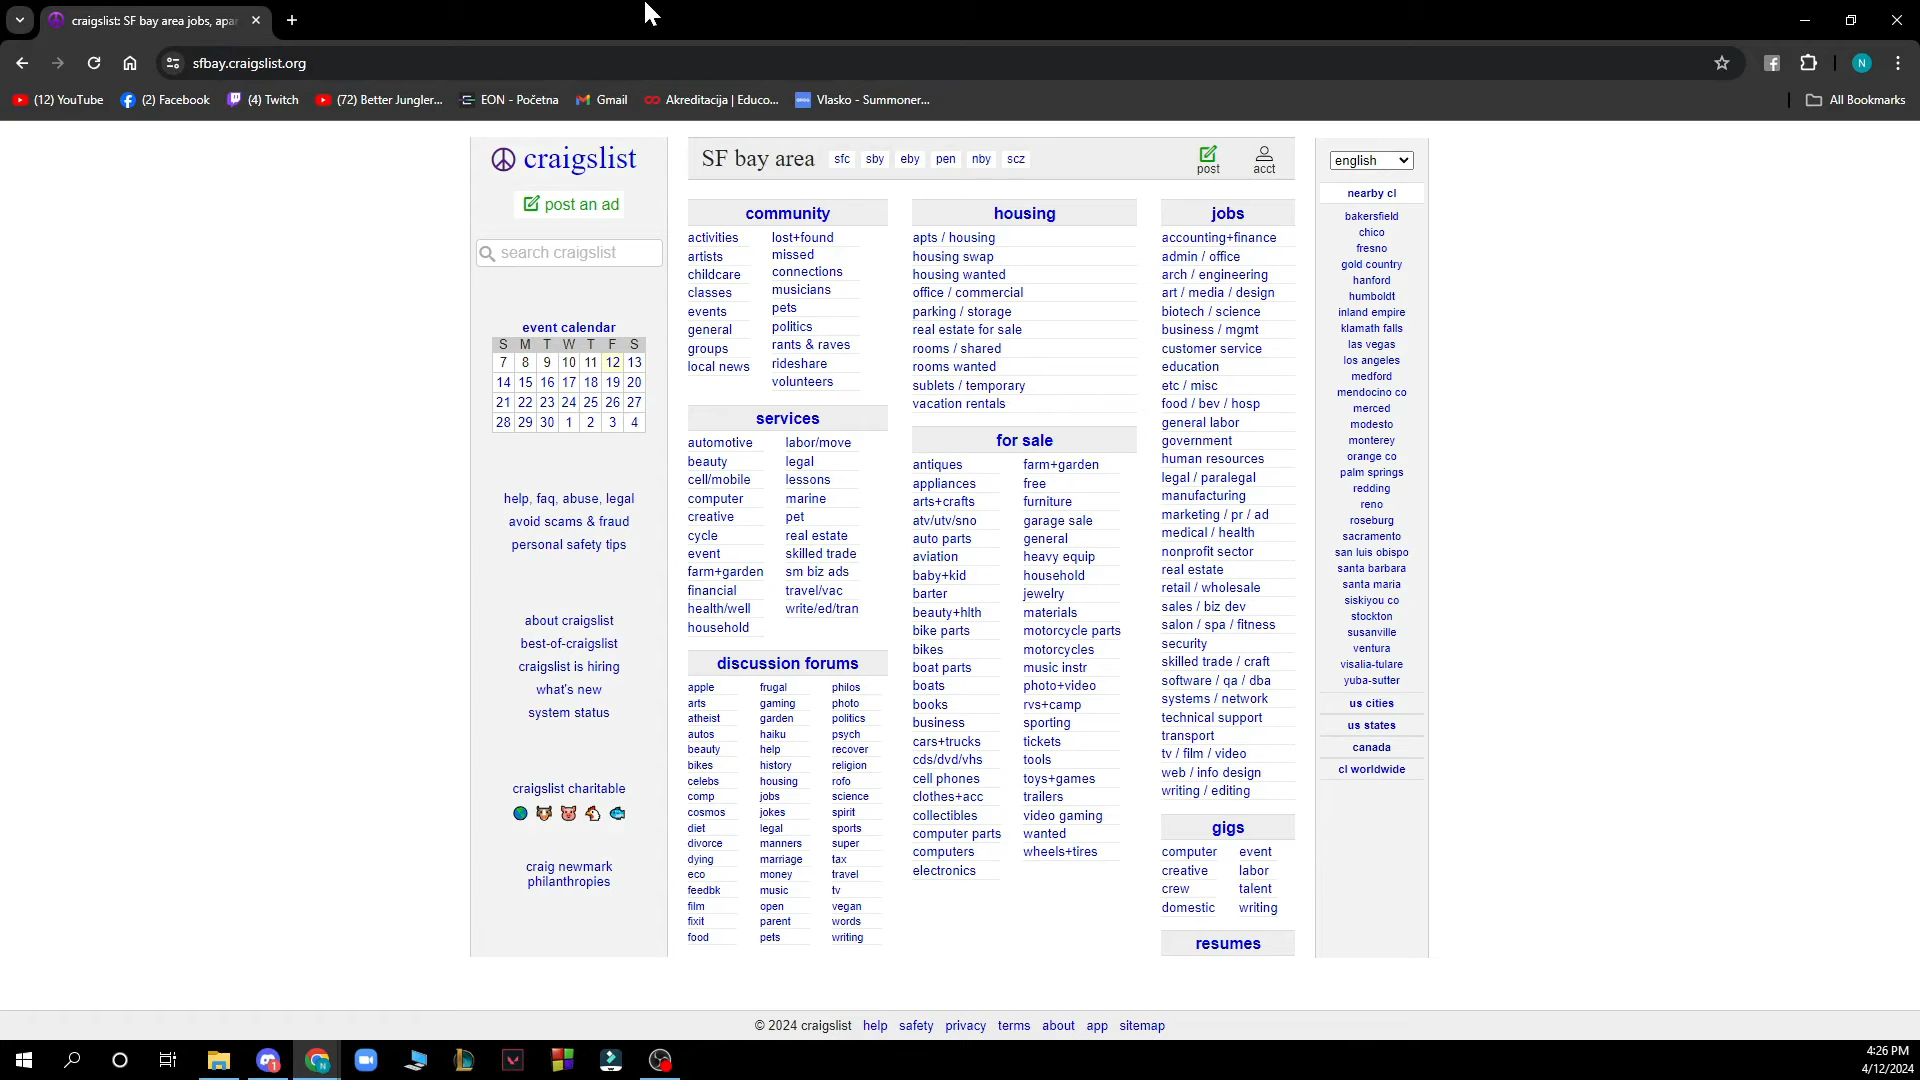 craigslist: SF bay area jobs, apar
sfbay.craigslist.org
(12) YouTube
(2) Facebook
(4) Twitch
(72) Better Jungler...
EON - Početna
Gmail
Akreditacija | Educo...
Vlasko - Summoner...
All Bookmarks
N
craigslist
post an ad
search craigslist
event calendar
S M T W T F S
7 8 9 10 11 12 13
14 15 16 17 18 19 20
21 22 23 24 25 26 27
28 29 30 1 2 3 4
help, faq, abuse, legal
avoid scams & fraud
personal safety tips
about craigslist
best-of-craigslist
craigslist is hiring
what's new
system status
craigslist charitable
craig newmark
philanthropies
SF bay area sfc sby eby pen nby scz
post
acct
community
activities
artists
childcare
classes
events
general
groups
local news
lost+found
missed
connections
musicians
pets
politics
rants & raves
rideshare
volunteers
services
automotive
beauty
cell/mobile
computer
creative
cycle
event
farm+garden
financial
health/well
household
labor/move
legal
lessons
marine
pet
real estate
skilled trade
sm biz ads
travel/vac
write/ed/tran
discussion forums
apple
arts
atheist
autos
beauty
bikes
celebs
comp
cosmos
diet
divorce
dying
eco
feedbk
film
fixit
food
frugal
gaming
garden
haiku
help
history
housing
jobs
jokes
legal
manners
marriage
money
music
open
parent
pets
philos
photo
politics
psych
recover
religion
rofo
science
spirit
sports
super
tax
travel
tv
vegan
words
writing
housing
apts / housing
housing swap
housing wanted
office / commercial
parking / storage
real estate for sale
rooms / shared
rooms wanted
sublets / temporary
vacation rentals
for sale
antiques
appliances
arts+crafts
atv/utv/sno
auto parts
aviation
baby+kid
barter
beauty+hlth
bike parts
bikes
boat parts
boats
books
business
cars+trucks
cds/dvd/vhs
cell phones
clothes+acc
collectibles
computer parts
computers
electronics
farm+garden
free
furniture
garage sale
general
heavy equip
household
jewelry
materials
motorcycle parts
motorcycles
music instr
photo+video
rvs+camp
sporting
tickets
tools
toys+games
trailers
video gaming
wanted
wheels+tires
jobs
accounting+finance
admin / office
arch / engineering
art / media / design
biotech / science
business / mgmt
customer service
education
etc / misc
food / bev / hosp
general labor
government
human resources
legal / paralegal
manufacturing
marketing / pr / ad
medical / health
nonprofit sector
real estate
retail / wholesale
sales / biz dev
salon / spa / fitness
security
skilled trade / craft
software / qa / dba
systems / network
technical support
transport
tv / film / video
web / info design
writing / editing
gigs
computer
creative
crew
domestic
event
labor
talent
writing
resumes
english
nearby cl
bakersfield
chico
fresno
gold country
hanford
humboldt
inland empire
klamath falls
las vegas
los angeles
medford
mendocino co
merced
modesto
monterey
orange co
palm springs
redding
reno
roseburg
sacramento
san luis obispo
santa barbara
santa maria
siskiyou co
stockton
susanville
ventura
visalia-tulare
yuba-sutter
us cities
us states
canada
cl worldwide
© 2024 craigslist help safety privacy terms about app sitemap
4:26 PM
4/12/2024